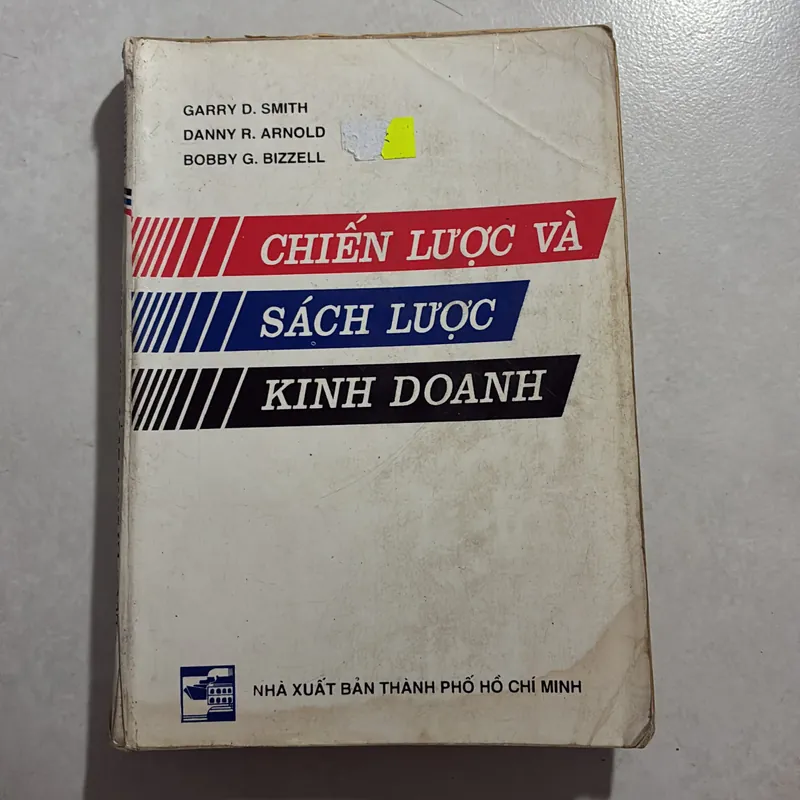 GARRY D. SMITH
DANNY R. ARNOLD
BOBBY G. BIZZELL
CHIẾN LƯỢC VÀ
SÁCH LƯỢC
KINH DOANH
NHÀ XUẤT BẢN THÀNH PHỐ HỒ CHÍ MINH